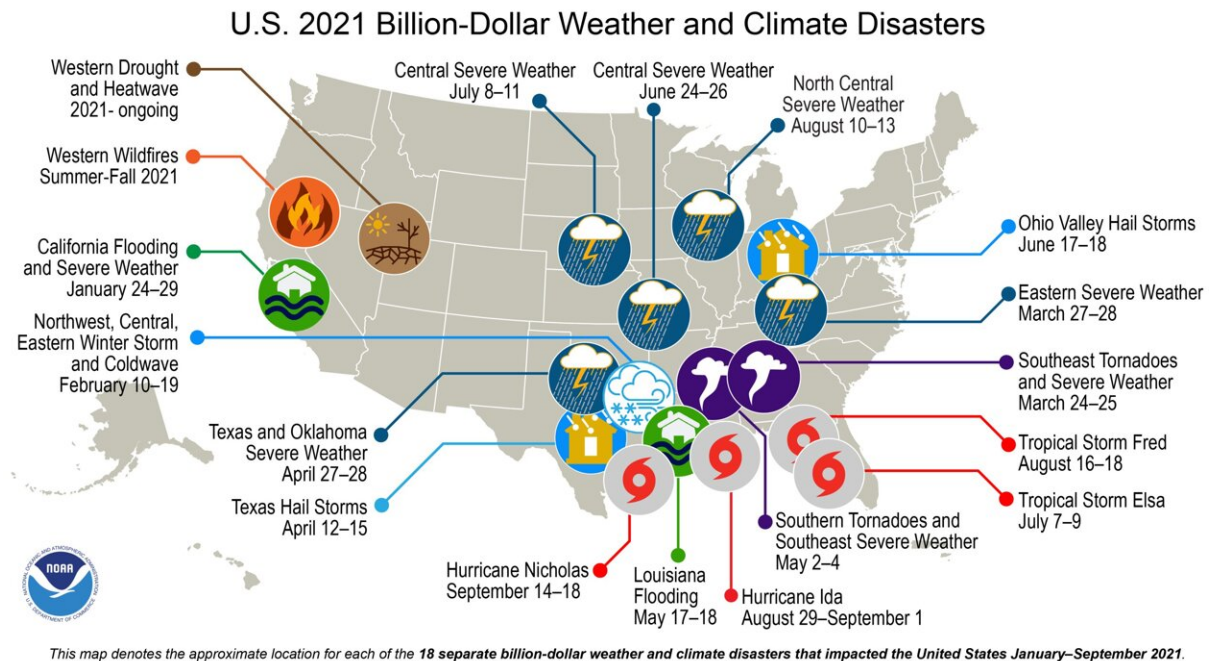 U.S. 2021 Billion-Dollar Weather and Climate Disasters
Western Drought
and Heatwave
2021- ongoing
Central Severe Weather
July 8–11
Central Severe Weather
June 24–26
North Central
Severe Weather
August 10–13
Western Wildfires
Summer-Fall 2021
California Flooding
and Severe Weather
January 24–29
Northwest, Central,
Eastern Winter Storm
and Coldwave
February 10–19
Ohio Valley Hail Storms
June 17–18
Eastern Severe Weather
March 27–28
Southeast Tornadoes
and Severe Weather
March 24–25
Texas and Oklahoma
Severe Weather
April 27–28
Texas Hail Storms
April 12–15
Tropical Storm Fred
August 16–18
Tropical Storm Elsa
July 7–9
Southern Tornadoes and
Southeast Severe Weather
May 2–4
Hurricane Nicholas
September 14–18
Louisiana
Flooding
May 17–18
Hurricane Ida
August 29–September 1
NATIONAL OCEANIC AND ATMOSPHERIC ADMINISTRATION
NOAA
U.S. DEPARTMENT OF COMMERCE
This map denotes the approximate location for each of the 18 separate billion-dollar weather and climate disasters that impacted the United States January–September 2021.